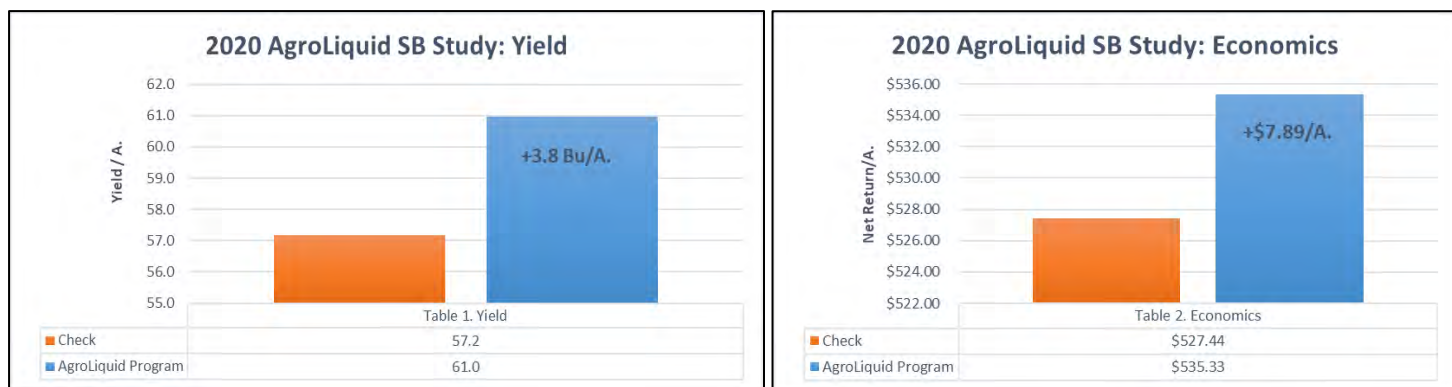 2020 AgroLiquid SB Study: Yield
62.0
61.0
60.0
59.0
58.0
57.0
56.0
55.0
Yield / A.
+3.8 Bu/A.
Table 1. Yield
Check 57.2
AgroLiquid Program 61.0
2020 AgroLiquid SB Study: Economics
$536.00
$534.00
$532.00
$530.00
$528.00
$526.00
$524.00
$522.00
Net Return/A.
+$7.89/A.
Table 2. Economics
Check $527.44
AgroLiquid Program $535.33